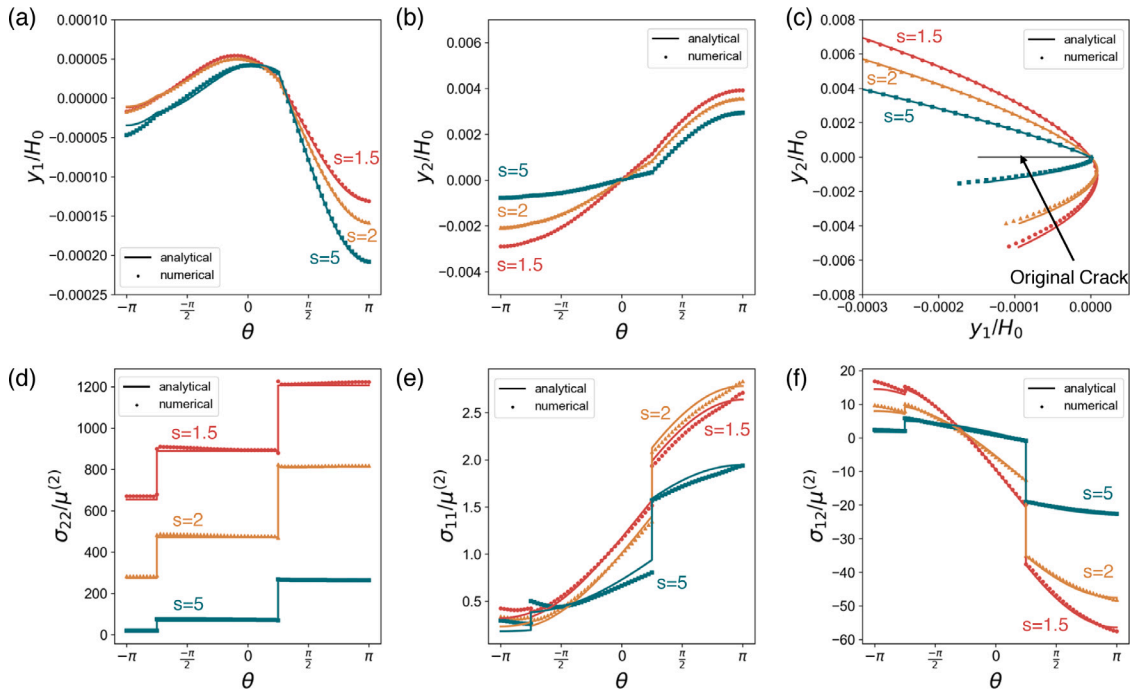 (a)
y₁/H₀
0.00005
0.00000
−0.00005
−0.00010
−0.00015
−0.00020
−0.00025
s=1.5
s=2
s=5
analytical
numerical
−π
−π/2
0
π/2
π
θ
(b)
y₂/H₀
0.006
0.004
0.002
0.000
−0.002
−0.004
analytical
numerical
s=5
s=2
s=1.5
−π
−π/2
0
π/2
π
θ
(c)
y₂/H₀
0.008
0.006
0.004
0.002
0.000
−0.002
−0.004
−0.006
−0.008
analytical
numerical
s=1.5
s=2
s=5
Original Crack
−0.0003
−0.0002
−0.0001
0.0000
y₁/H₀
(d)
σ₂₂/μ⁽²⁾
1200
1000
800
600
400
200
0
analytical
numerical
s=1.5
s=2
s=5
−π
−π/2
0
π/2
π
θ
(e)
σ₁₁/μ⁽²⁾
2.5
2.0
1.5
1.0
0.5
analytical
numerical
s=2
s=1.5
s=5
−π
−π/2
0
π/2
π
θ
(f)
σ₁₂/μ⁽²⁾
20
10
0
−10
−20
−30
−40
−50
−60
analytical
numerical
s=5
s=2
s=1.5
−π
−π/2
0
π/2
π
θ